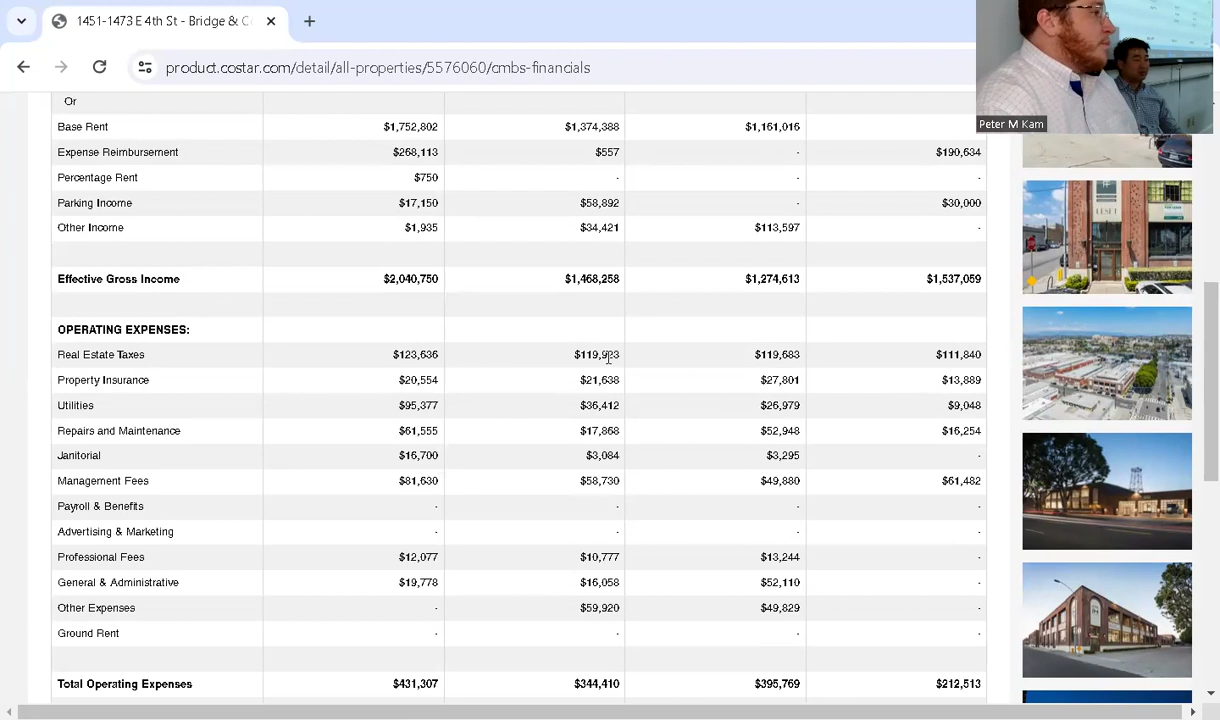 1451-1473 E 4th St - Bridge &
product.costar.com/detail/all-properties/5576060/cmbs-financials
Peter M Kam
Or
Base Rent $1,752,802 $1,374,388 $1,161,016
Expense Reimbursement $268,113 $557 - $190,634
Percentage Rent $750 - - -
Parking Income $17,150 $58,892 - $30,000
Other Income $1,935 $34,421 $113,597 -
Effective Gross Income $2,040,750 $1,468,258 $1,274,613 $1,537,059
OPERATING EXPENSES:
Real Estate Taxes $123,636 $119,683 $111,840
Property Insurance $20,554 $21,638 $27,801 $13,889
Utilities $95,377 $36,412 $26,979 $9,048
Repairs and Maintenance $61,555 $17,868 $52,948 $16,254
Janitorial $16,700 $3,084 $3,295 -
Management Fees $81,630 $58,730 $49,880 $61,482
Payroll & Benefits - - - -
Advertising & Marketing - - - -
Professional Fees $12,077 $10,777 $13,244 -
General & Administrative $19,778 $16,058 $52,110 -
Other Expenses - $59,920 $49,829 -
Ground Rent - - - -
Total Operating Expenses $431,307 $344,410 $395,769 $212,513